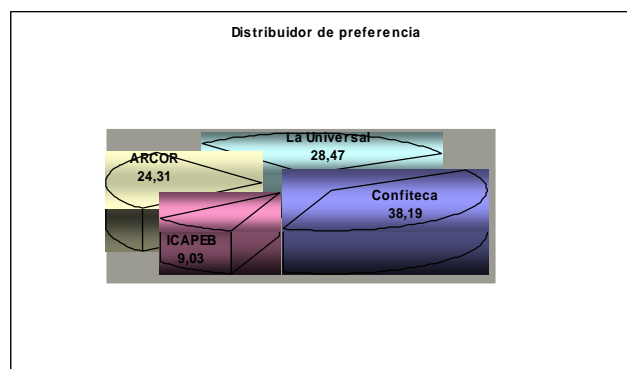 Distribuidor de preferencia
La Universal
28,47
ARCOR
24,31
Confiteca
38,19
ICAPEB
9,03